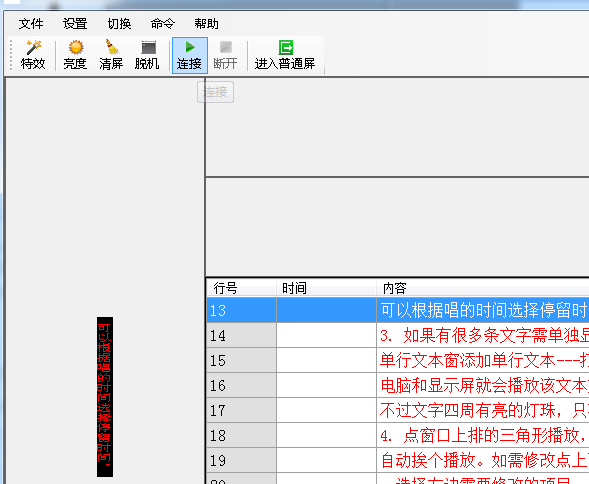 文件 设置 切换 命令 帮助
特效 亮度 清屏 脱机 连接 断开 进入普通屏
连接
行号 时间 内容
13 可以根据唱的时间选择停留时
14 3. 如果有很多条文字需单独显
15 单行文本窗添加单行文本---打
16 电脑和显示屏就会播放该文本
17 不过文字四周有亮的灯珠，只
18 4. 点窗口上排的三角形播放，
19 自动挨个播放。如需修改点上
选择左边需要修改的项目
可以根据唱的时间选择停留时间.